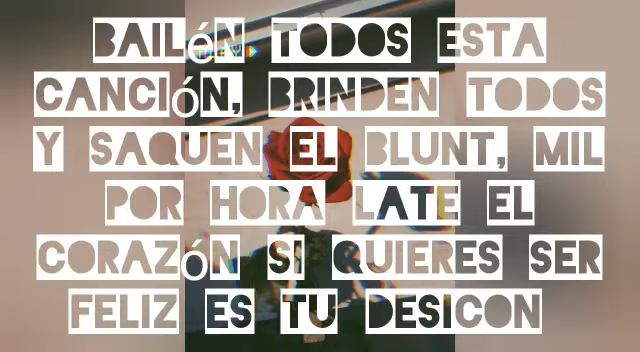 BAILéN TODOS ESTA
CANCIóN, BRINDEN TODOS
Y SAQUEN EL BLUNT, MIL
POR HORA LATE EL
CORAZóN SI QUIERES SER
FELIZ ES TU DESICON